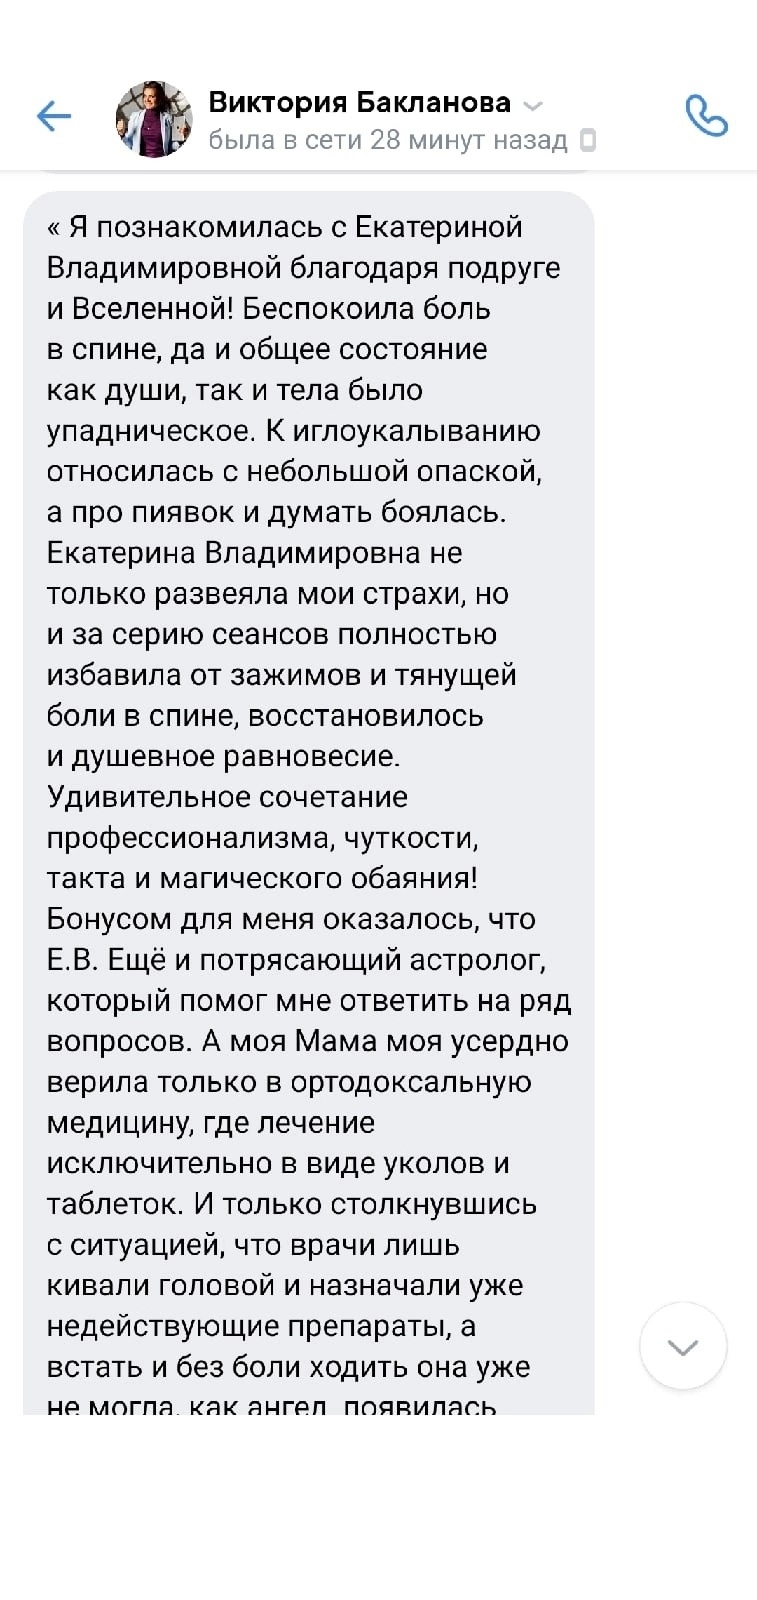 Виктория Бакланова
была в сети 28 минут назад
« Я познакомилась с Екатериной
Владимировной благодаря подруге
и Вселенной! Беспокоила боль
в спине, да и общее состояние
как души, так и тела было
упадническое. К иглоукалыванию
относилась с небольшой опаской,
а про пиявок и думать боялась.
Екатерина Владимировна не
только развеяла мои страхи, но
и за серию сеансов полностью
избавила от зажимов и тянущей
боли в спине, восстановилось
и душевное равновесие.
Удивительное сочетание
профессионализма, чуткости,
такта и магического обаяния!
Бонусом для меня оказалось, что
Е.В. Ещё и потрясающий астролог,
который помог мне ответить на ряд
вопросов. А моя Мама моя усердно
верила только в ортодоксальную
медицину, где лечение
исключительно в виде уколов и
таблеток. И только столкнувшись
с ситуацией, что врачи лишь
кивали головой и назначали уже
недействующие препараты, а
встать и без боли ходить она уже
не могла, как ангел появилась